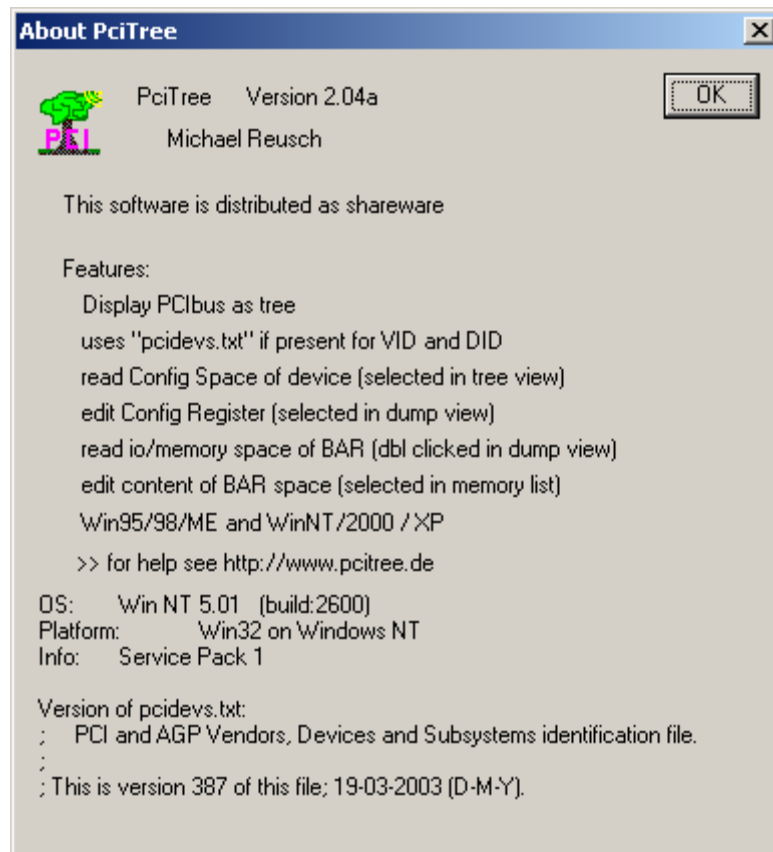 About PciTree
PciTree Version 2.04a
OK
PCI
Michael Reusch
This software is distributed as shareware
Features:
Display PCIbus as tree
uses "pcidevs.txt" if present for VID and DID
read Config Space of device (selected in tree view)
edit Config Register (selected in dump view)
read io/memory space of BAR (dbl clicked in dump view)
edit content of BAR space (selected in memory list)
Win95/98/ME and WinNT/2000 / XP
>> for help see http://www.pcitree.de
OS: Win NT 5.01 (build:2600)
Platform: Win32 on Windows NT
Info: Service Pack 1
Version of pcidevs.txt:
; PCI and AGP Vendors, Devices and Subsystems identification file.
;
; This is version 387 of this file; 19-03-2003 (D-M-Y).